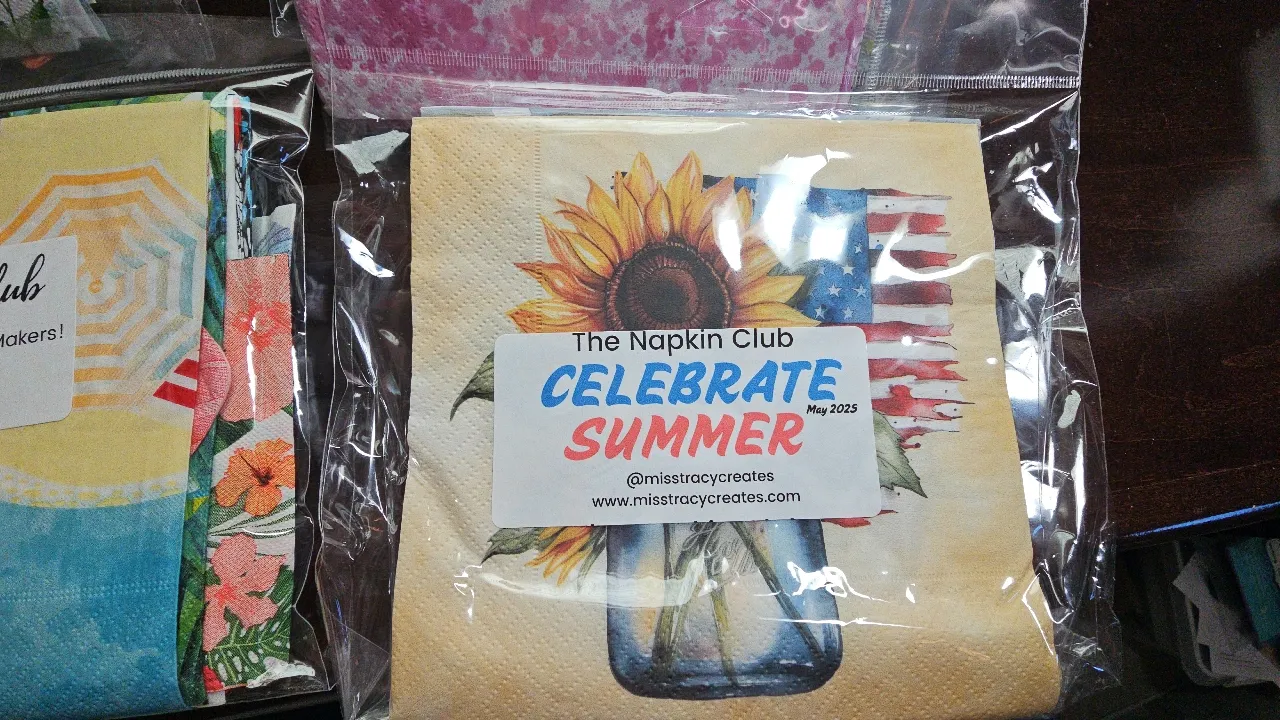 lub
Makers!
The Napkin Club
CELEBRATE
May 2025
SUMMER
@misstracycreates
www.misstracycreates.com